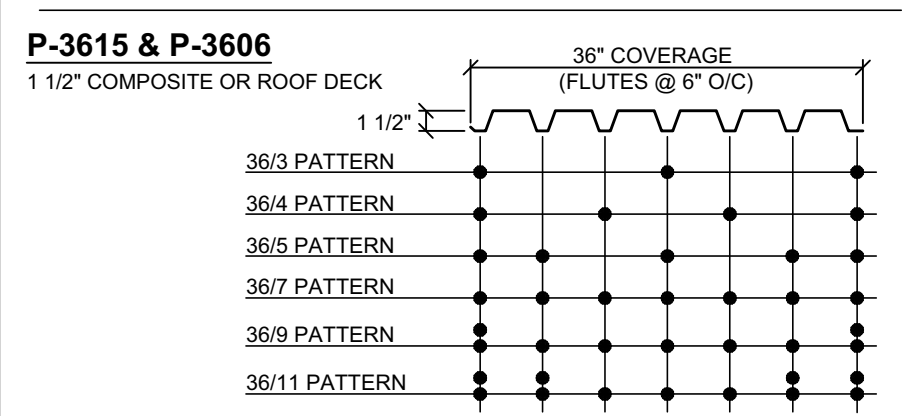 P-3615 & P-3606
1 1/2" COMPOSITE OR ROOF DECK
36" COVERAGE
(FLUTES @ 6" O/C)
1 1/2"
36/3 PATTERN
36/4 PATTERN
36/5 PATTERN
36/7 PATTERN
36/9 PATTERN
36/11 PATTERN